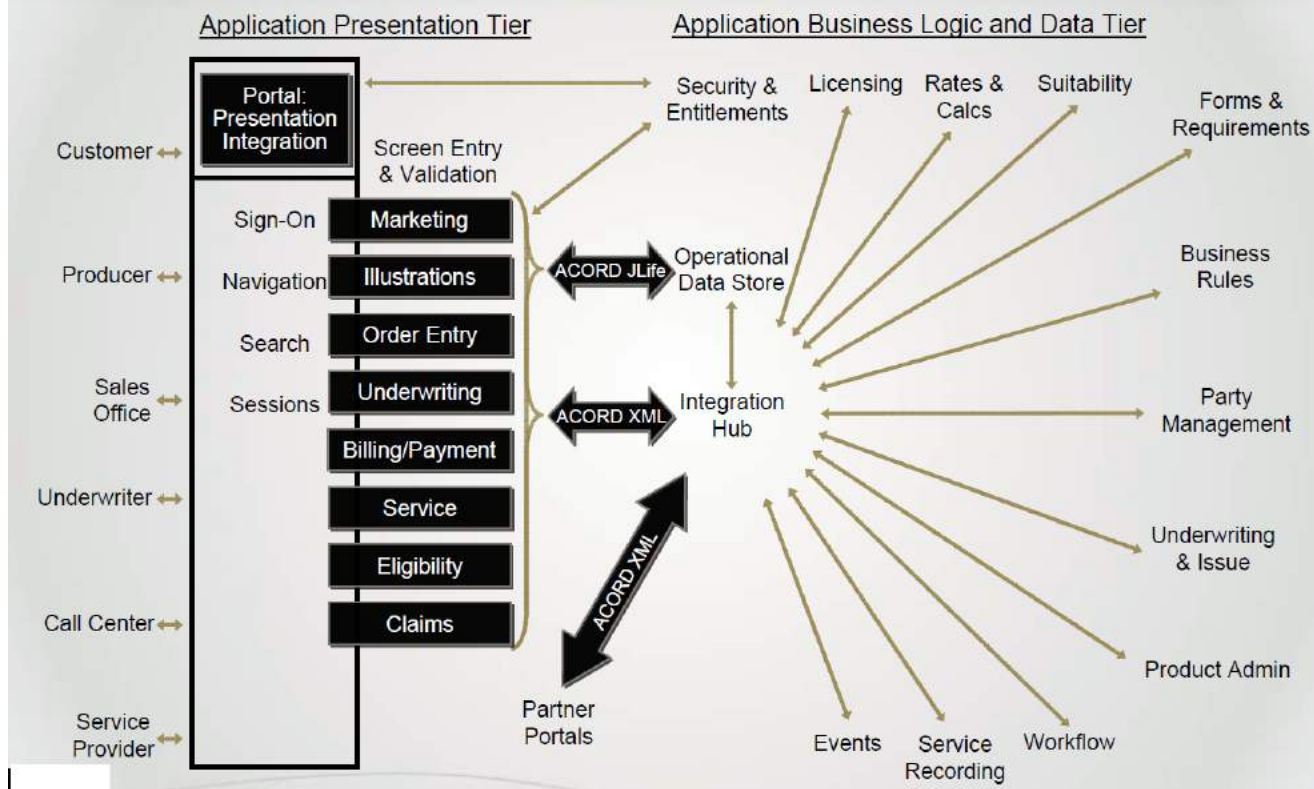 Application Presentation Tier
Application Business Logic and Data Tier
Portal:
Presentation
Integration
Customer
Producer
Sales
Office
Underwriter
Call Center
Service
Provider
Sign-On
Navigation
Search
Sessions
Screen Entry
& Validation
Marketing
Illustrations
Order Entry
Underwriting
Billing/Payment
Service
Eligibility
Claims
ACORD JLife
ACORD XML
ACORD XML
Partner
Portals
Security &
Entitlements
Operational
Data Store
Integration
Hub
Licensing
Rates &
Calcs
Suitability
Forms &
Requirements
Business
Rules
Party
Management
Underwriting
& Issue
Product Admin
Workflow
Service
Recording
Events